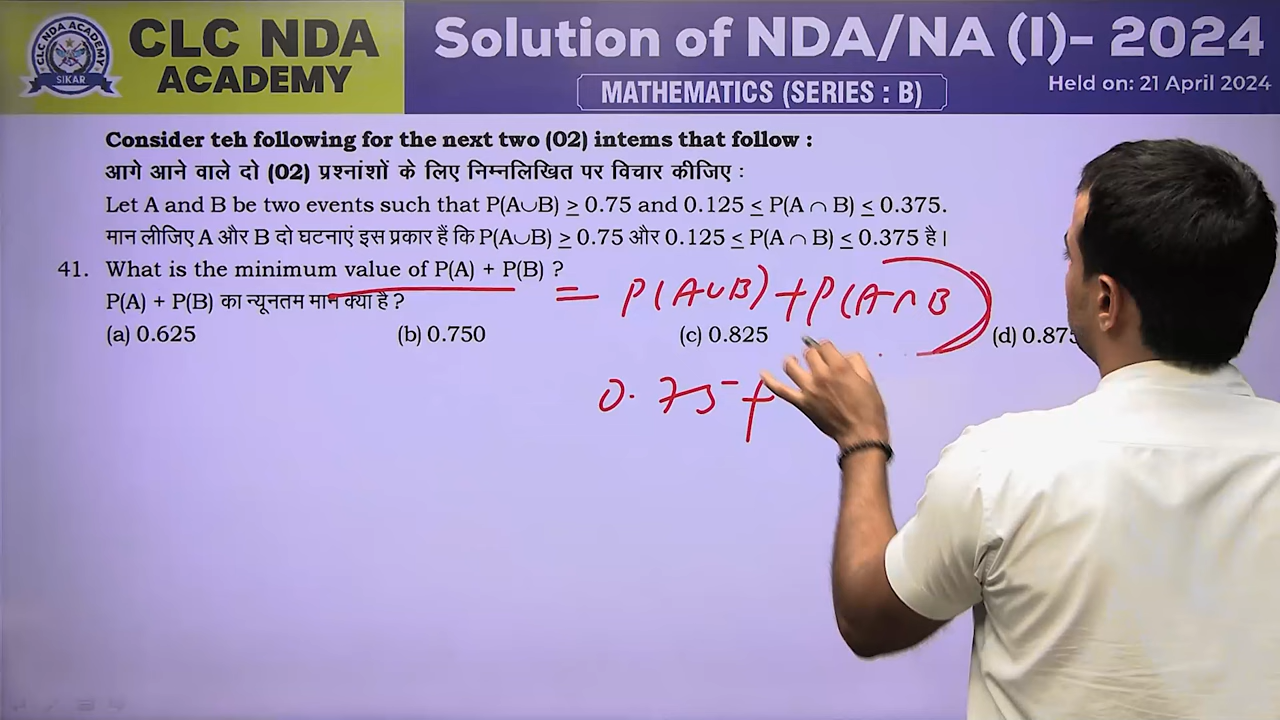 CLC NDA ACADEMY
SIKAR
CLC NDA
ACADEMY
Solution of NDA/NA (I)- 2024
MATHEMATICS (SERIES : B)
Held on: 21 April 2024
Consider teh following for the next two (02) intems that follow :
आगे आने वाले दो (02) प्रश्नांशों के लिए निम्नलिखित पर विचार कीजिए :
Let A and B be two events such that P(A∪B) ≥ 0.75 and 0.125 ≤ P(A ∩ B) ≤ 0.375.
मान लीजिए A और B दो घटनाएं इस प्रकार हैं कि P(A∪B) ≥ 0.75 और 0.125 ≤ P(A ∩ B) ≤ 0.375 है।
41. What is the minimum value of P(A) + P(B) ?
P(A) + P(B) का न्यूनतम मान क्या है ?
= P(A∪B) + P(A∩B)
(a) 0.625 (b) 0.750 (c) 0.825 (d) 0.875
0.75 +